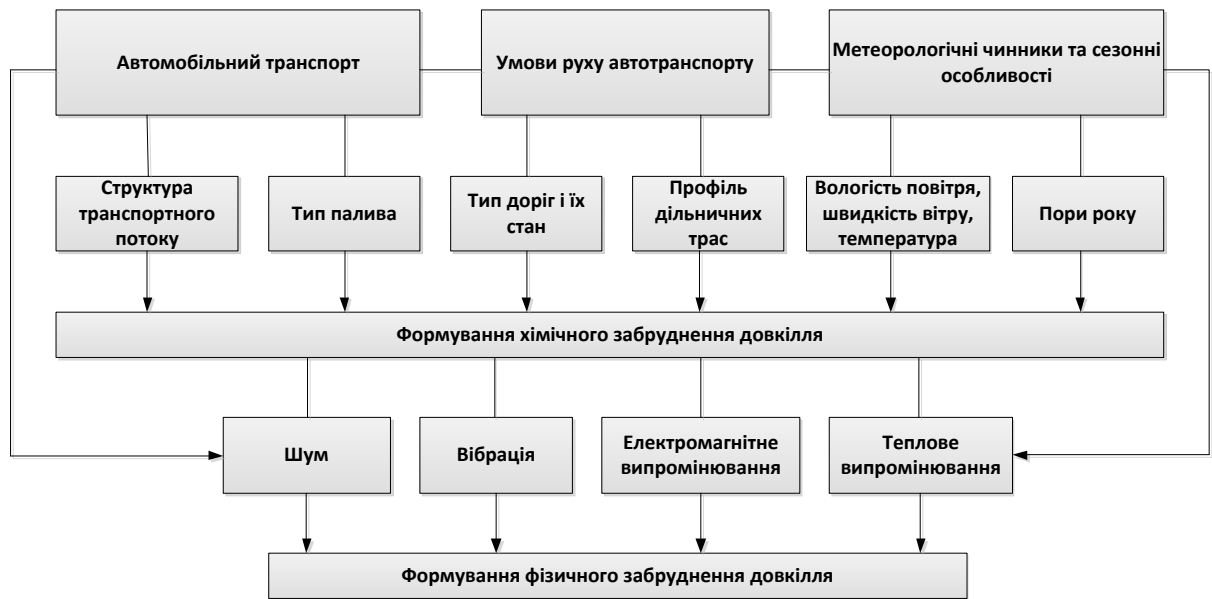 Автомобільний транспорт
Умови руху автотранспорту
Метеорологічні чинники та сезонні
особливості
Структура
транспортного
потоку
Тип палива
Тип доріг і їх
стан
Профіль
дільничних
трас
Вологість повітря,
швидкість вітру,
температура
Пори року
Формування хімічного забруднення довкілля
Шум
Вібрація
Електромагнітне
випромінювання
Теплове
випромінювання
Формування фізичного забруднення довкілля